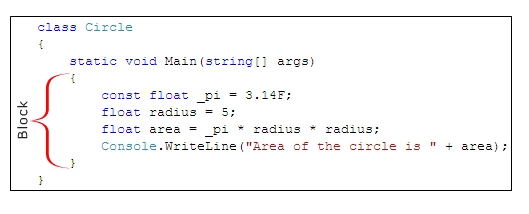 class Circle
{
static void Main(string[] args)
{
const float _pi = 3.14F;
float radius = 5;
float area = _pi * radius * radius;
Console.WriteLine("Area of the circle is " + area);
}
}
Block